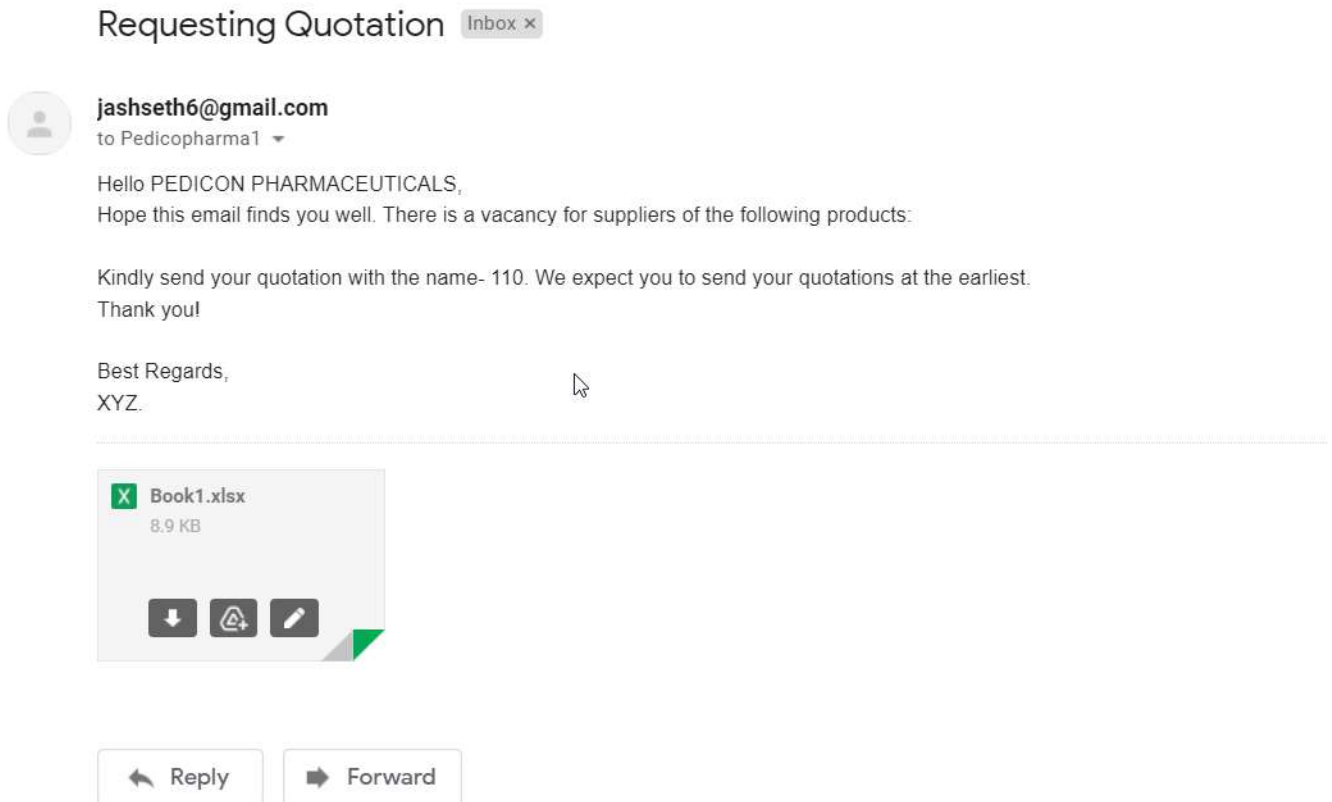 Requesting Quotation Inbox ×
jashseth6@gmail.com
to Pedicopharma1
Hello PEDICON PHARMACEUTICALS,
Hope this email finds you well. There is a vacancy for suppliers of the following products:
Kindly send your quotation with the name- 110. We expect you to send your quotations at the earliest.
Thank you!
Best Regards,
XYZ.
X Book1.xlsx
8.9 KB
Reply Forward